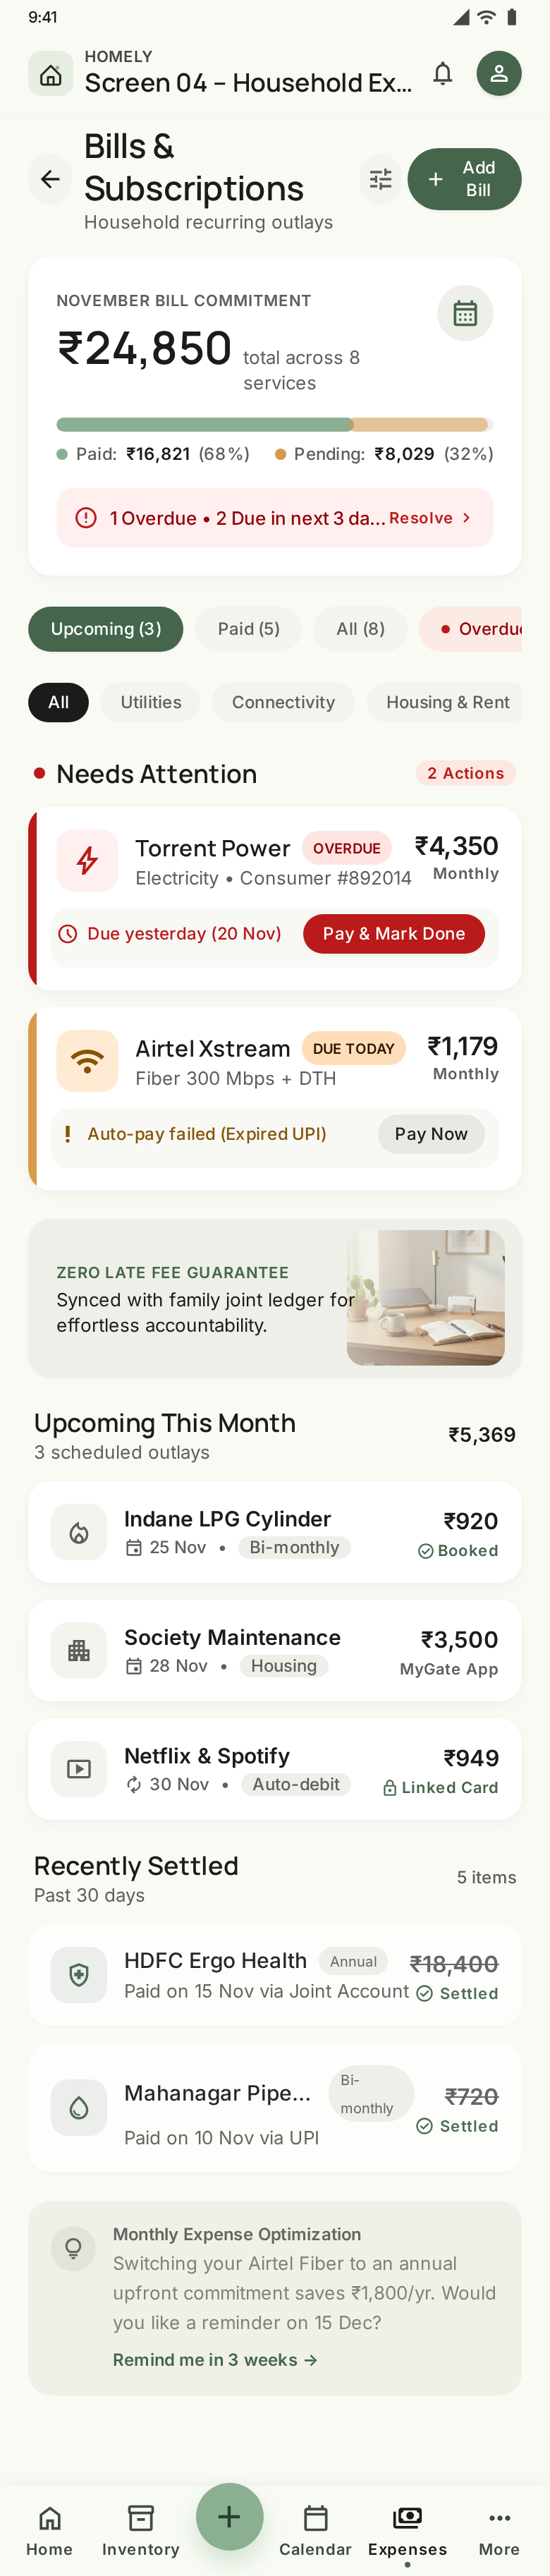 9:41
HOMELY
Screen 04 – Household Ex...
Bills &
Subscriptions
Household recurring outlays
+ Add
Bill
NOVEMBER BILL COMMITMENT
₹24,850 total across 8
services
Paid: ₹16,821 (68%) Pending: ₹8,029 (32%)
1 Overdue • 2 Due in next 3 da... Resolve >
Upcoming (3) Paid (5) All (8) • Overdue
All Utilities Connectivity Housing & Rent
Needs Attention 2 Actions
Torrent Power OVERDUE ₹4,350
Electricity • Consumer #892014 Monthly
Due yesterday (20 Nov) Pay & Mark Done
Airtel Xstream DUE TODAY ₹1,179
Fiber 300 Mbps + DTH Monthly
! Auto-pay failed (Expired UPI) Pay Now
ZERO LATE FEE GUARANTEE
Synced with family joint ledger for
effortless accountability.
Upcoming This Month ₹5,369
3 scheduled outlays
Indane LPG Cylinder ₹920
25 Nov • Bi-monthly Booked
Society Maintenance ₹3,500
28 Nov • Housing MyGate App
Netflix & Spotify ₹949
30 Nov • Auto-debit Linked Card
Recently Settled 5 items
Past 30 days
HDFC Ergo Health Annual ₹18,400
Paid on 15 Nov via Joint Account Settled
Mahanagar Pipe... Bi-
monthly ₹720
Paid on 10 Nov via UPI Settled
Monthly Expense Optimization
Switching your Airtel Fiber to an annual
upfront commitment saves ₹1,800/yr. Would
you like a reminder on 15 Dec?
Remind me in 3 weeks →
Home Inventory + Calendar Expenses More